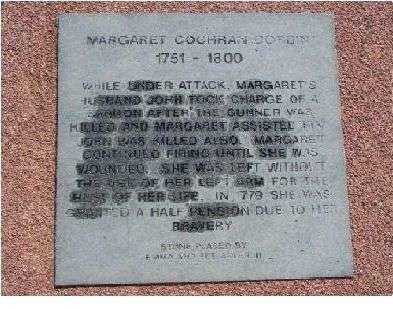 MARGARET COCHRAN CORBIN
1751 - 1800
WHILE UNDER ATTACK, MARGARET'S
HUSBAND JOHN TOOK CHARGE OF A
CANNON AFTER THE GUNNER WAS
KILLED AND MARGARET ASSISTED HIM
JOHN WAS KILLED ALSO. MARGARET
CONTINUED FIRING UNTIL SHE WAS
WOUNDED. SHE WAS LEFT WITHOUT
THE USE OF HER LEFT ARM FOR THE
REST OF HER LIFE. IN 1779 SHE WAS
GRANTED A HALF PENSION DUE TO HER
BRAVERY
STONE PLACED BY